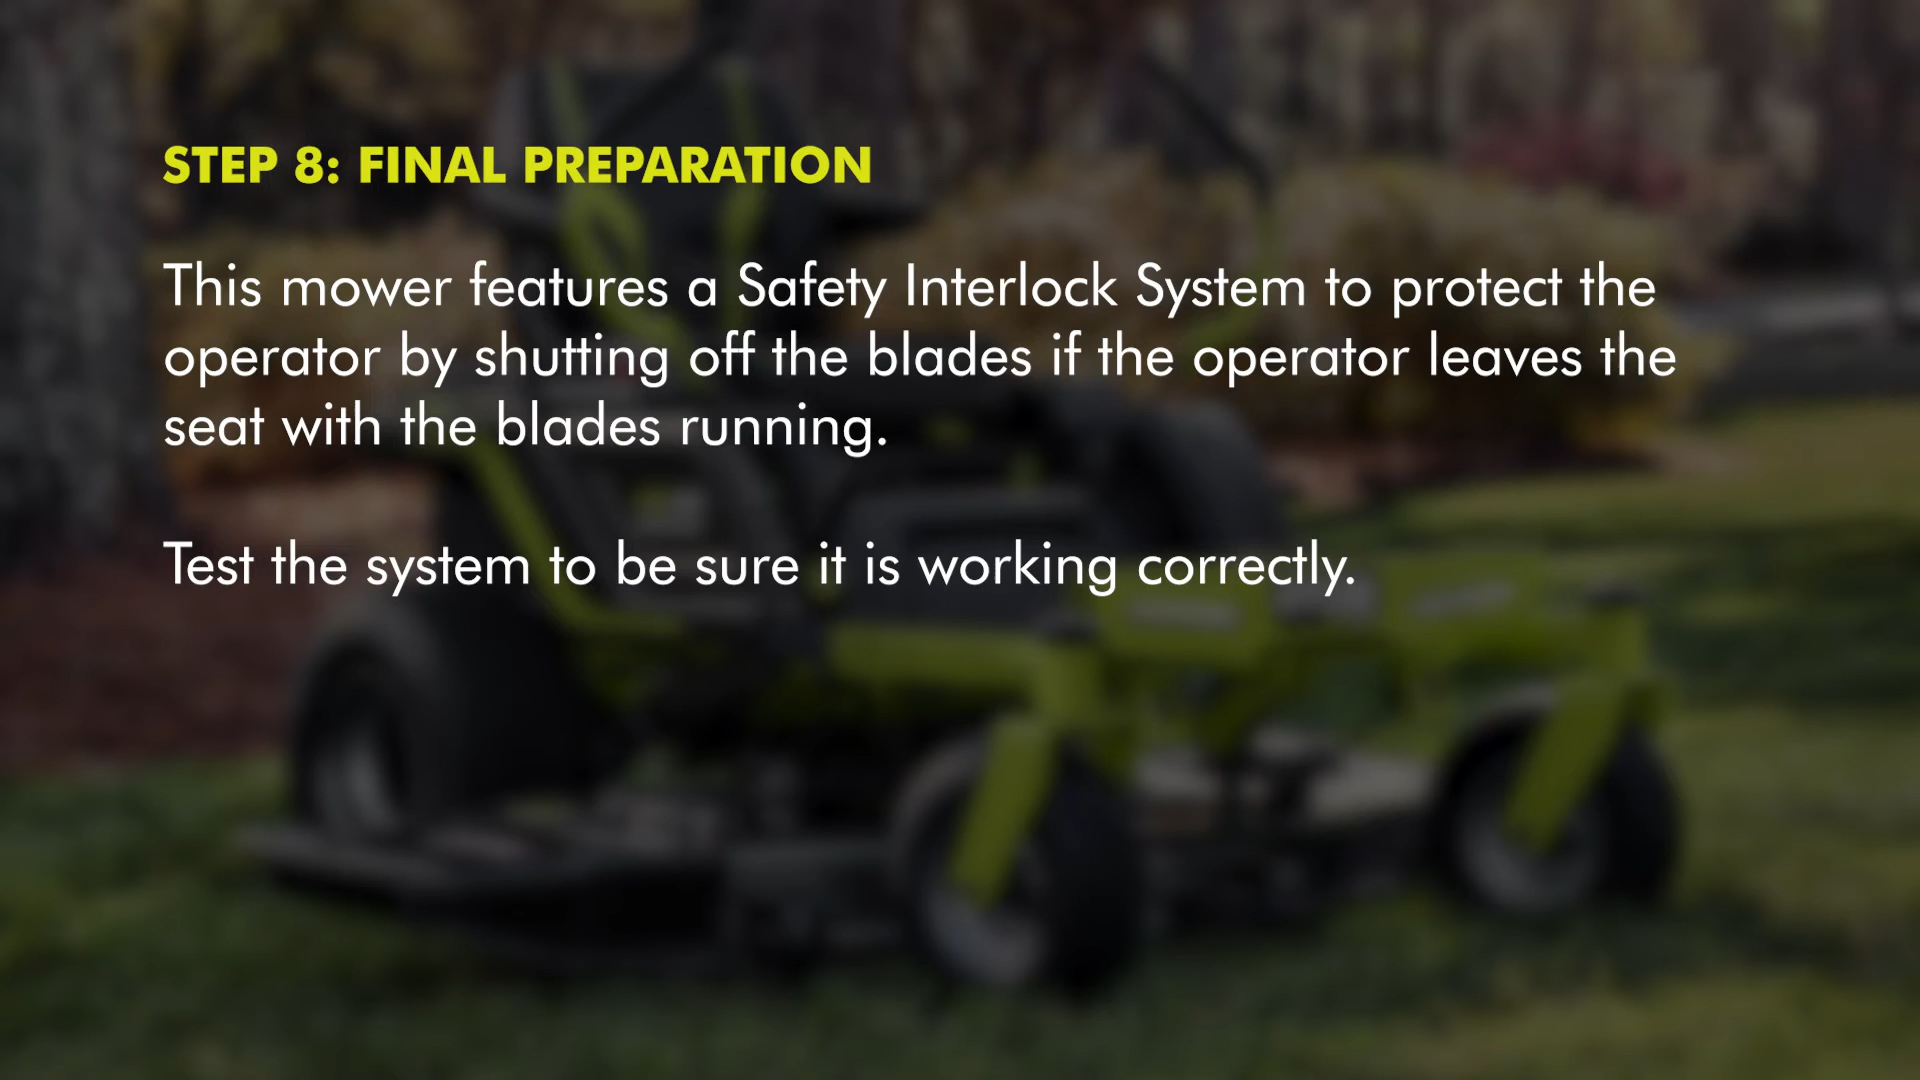 STEP 8: FINAL PREPARATION
This mower features a Safety Interlock System to protect the
operator by shutting off the blades if the operator leaves the
seat with the blades running.
Test the system to be sure it is working correctly.